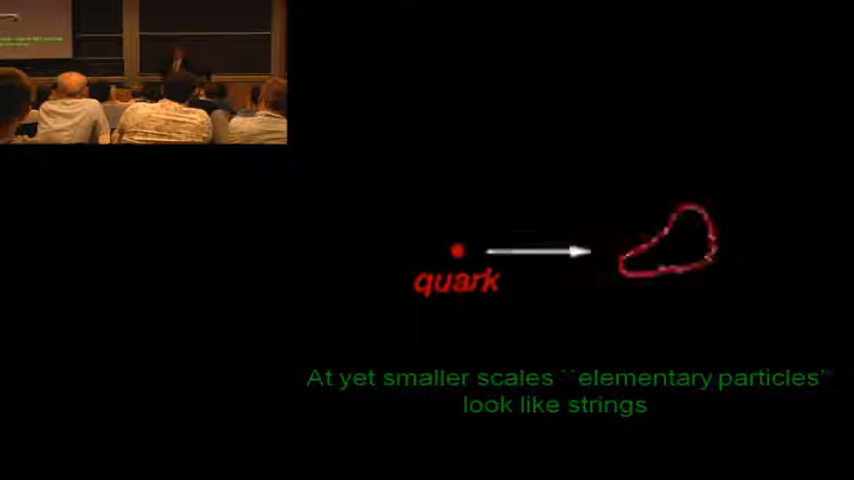 quark
At yet smaller scales ``elementary particles''
look like strings